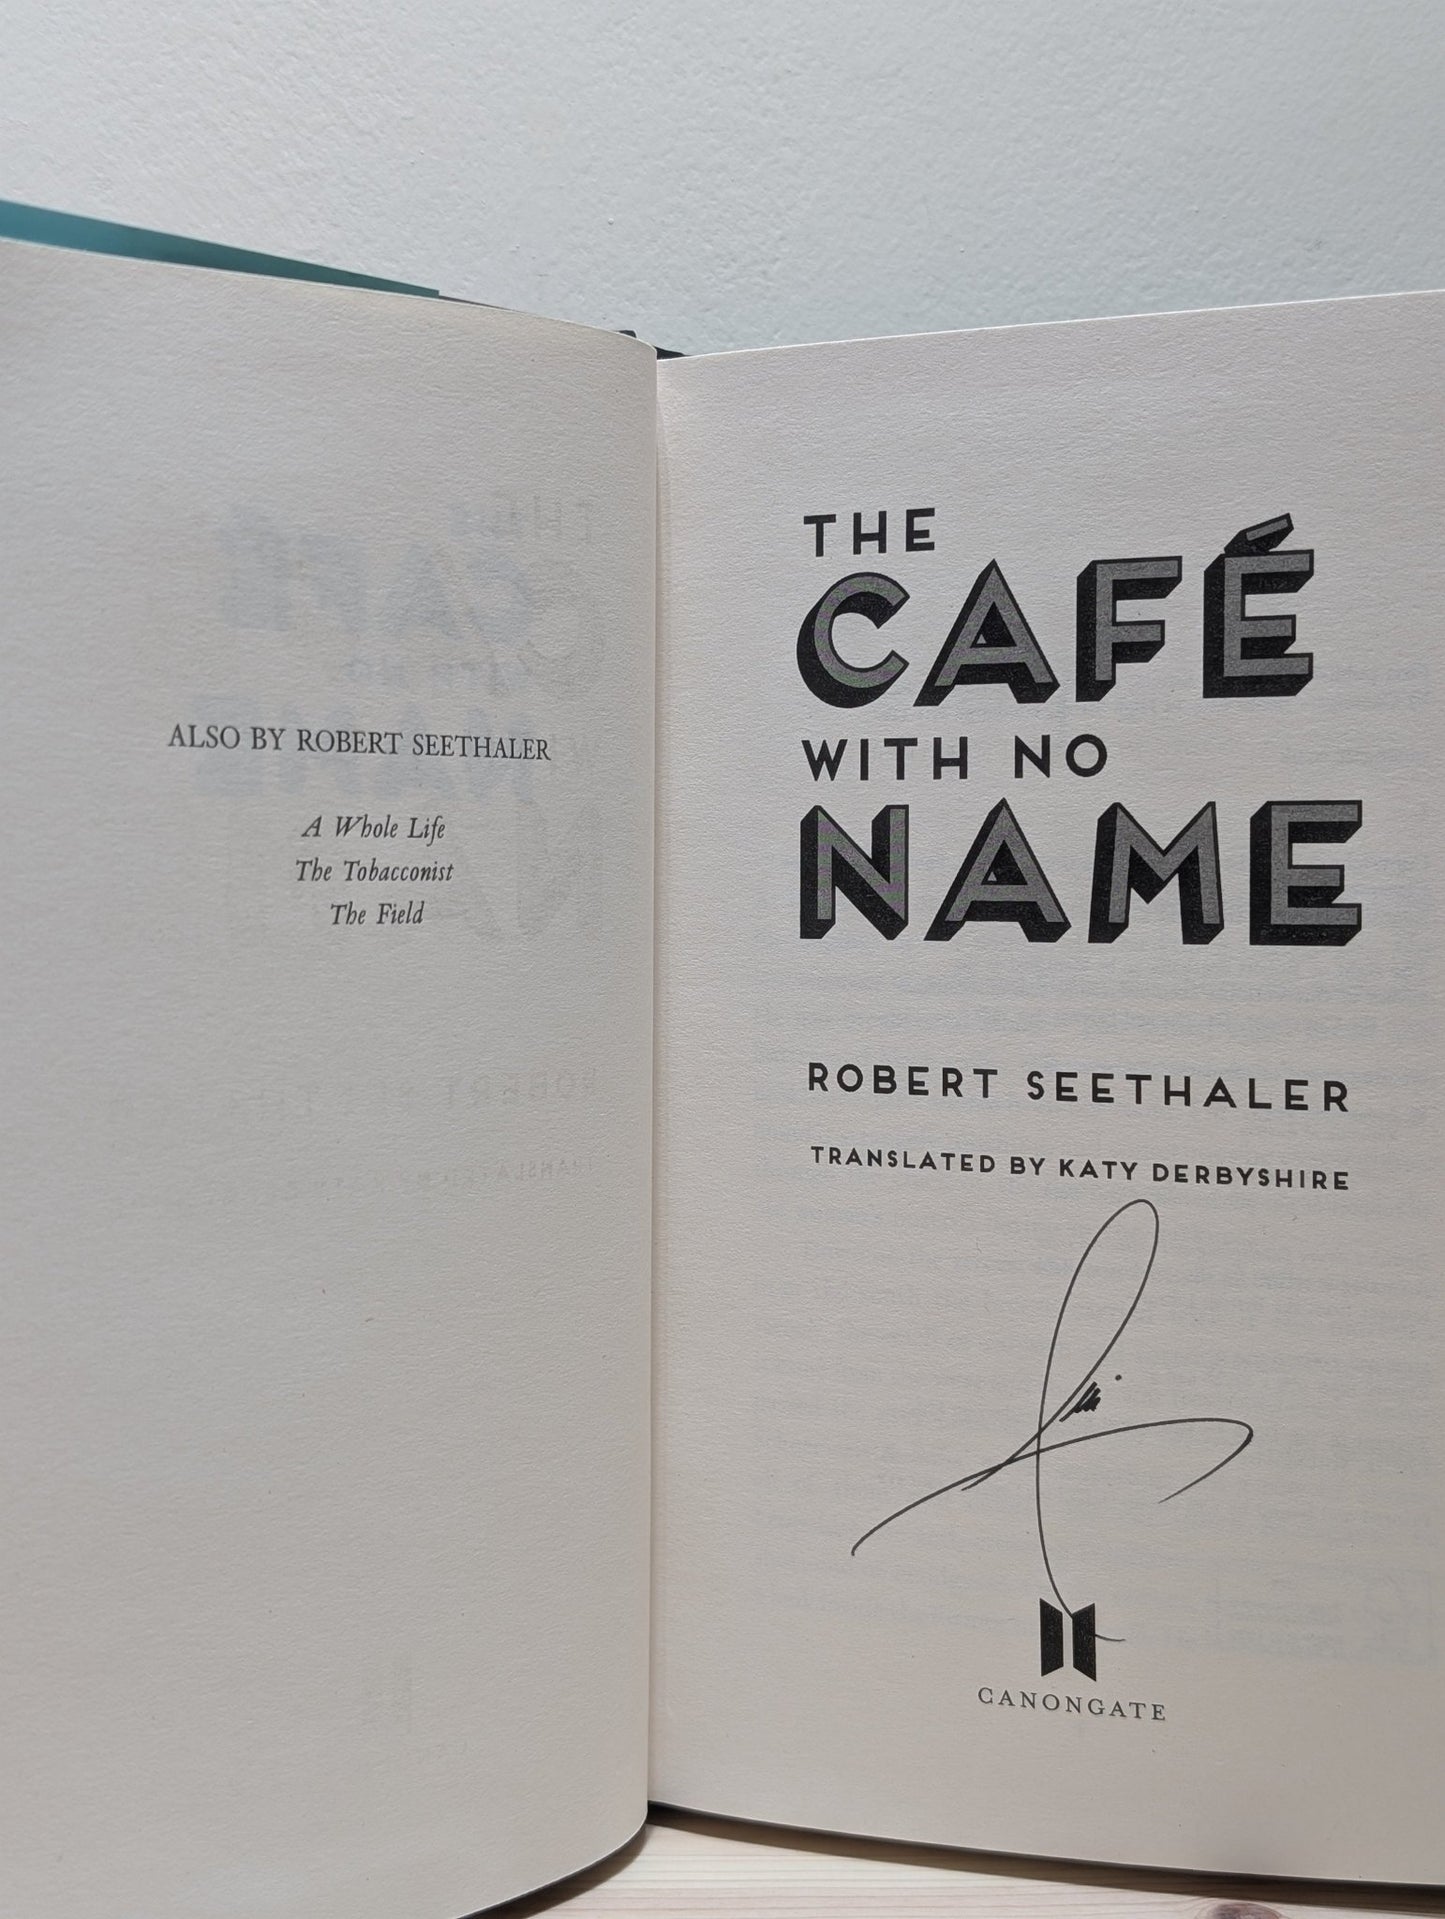 ALSO BY ROBERT SEETHALER
A Whole Life
The Tobacconist
The Field
THE
CAFÉ
WITH NO
NAME
ROBERT SEETHALER
TRANSLATED BY KATY DERBYSHIRE
CANONGATE